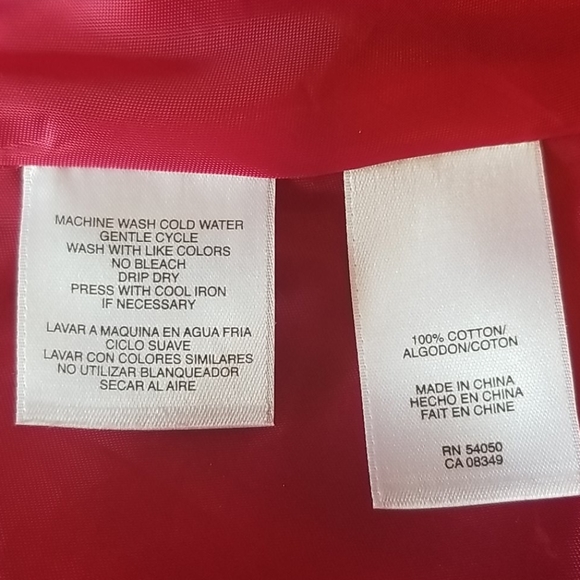 MACHINE WASH COLD WATER
GENTLE CYCLE
WASH WITH LIKE COLORS
NO BLEACH
DRIP DRY
PRESS WITH COOL IRON
IF NECESSARY
LAVAR A MAQUINA EN AGUA FRIA
CICLO SUAVE
LAVAR CON COLORES SIMILARES
NO UTILIZAR BLANQUEADOR
SECAR AL AIRE
100% COTTON/
ALGODON/COTON
MADE IN CHINA
HECHO EN CHINA
FAIT EN CHINE
RN 54050
CA 08349